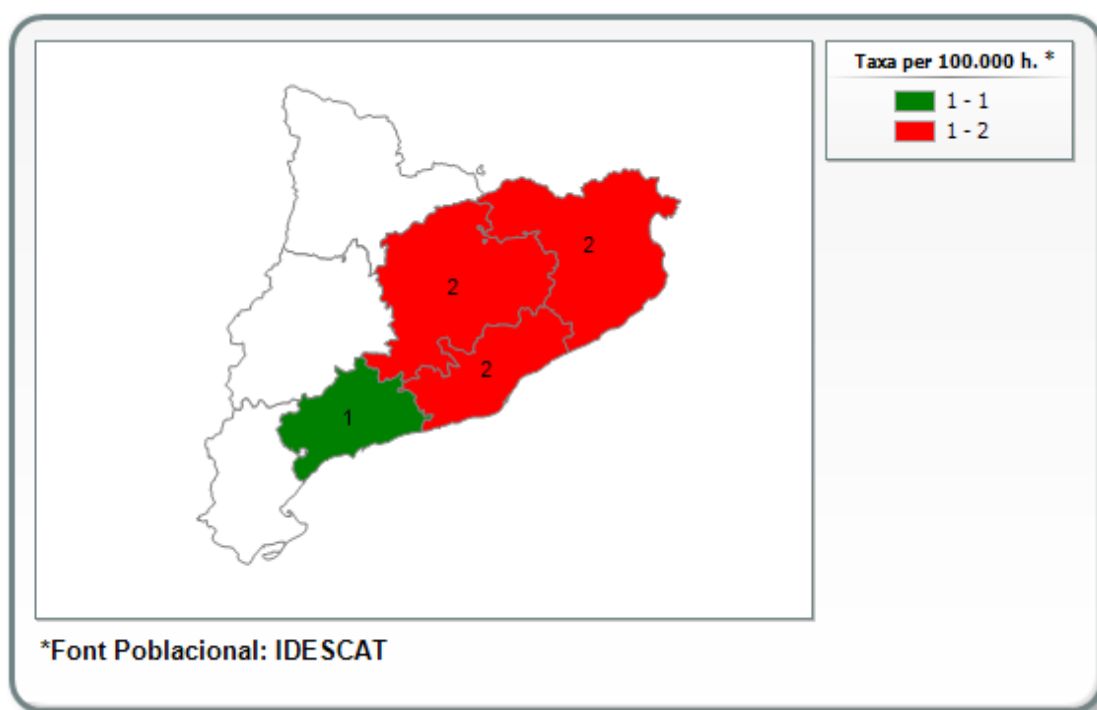 Taxa per 100.000 h. *
1 - 1
1 - 2
2
2
2
1
*Font Poblacional: IDESCAT